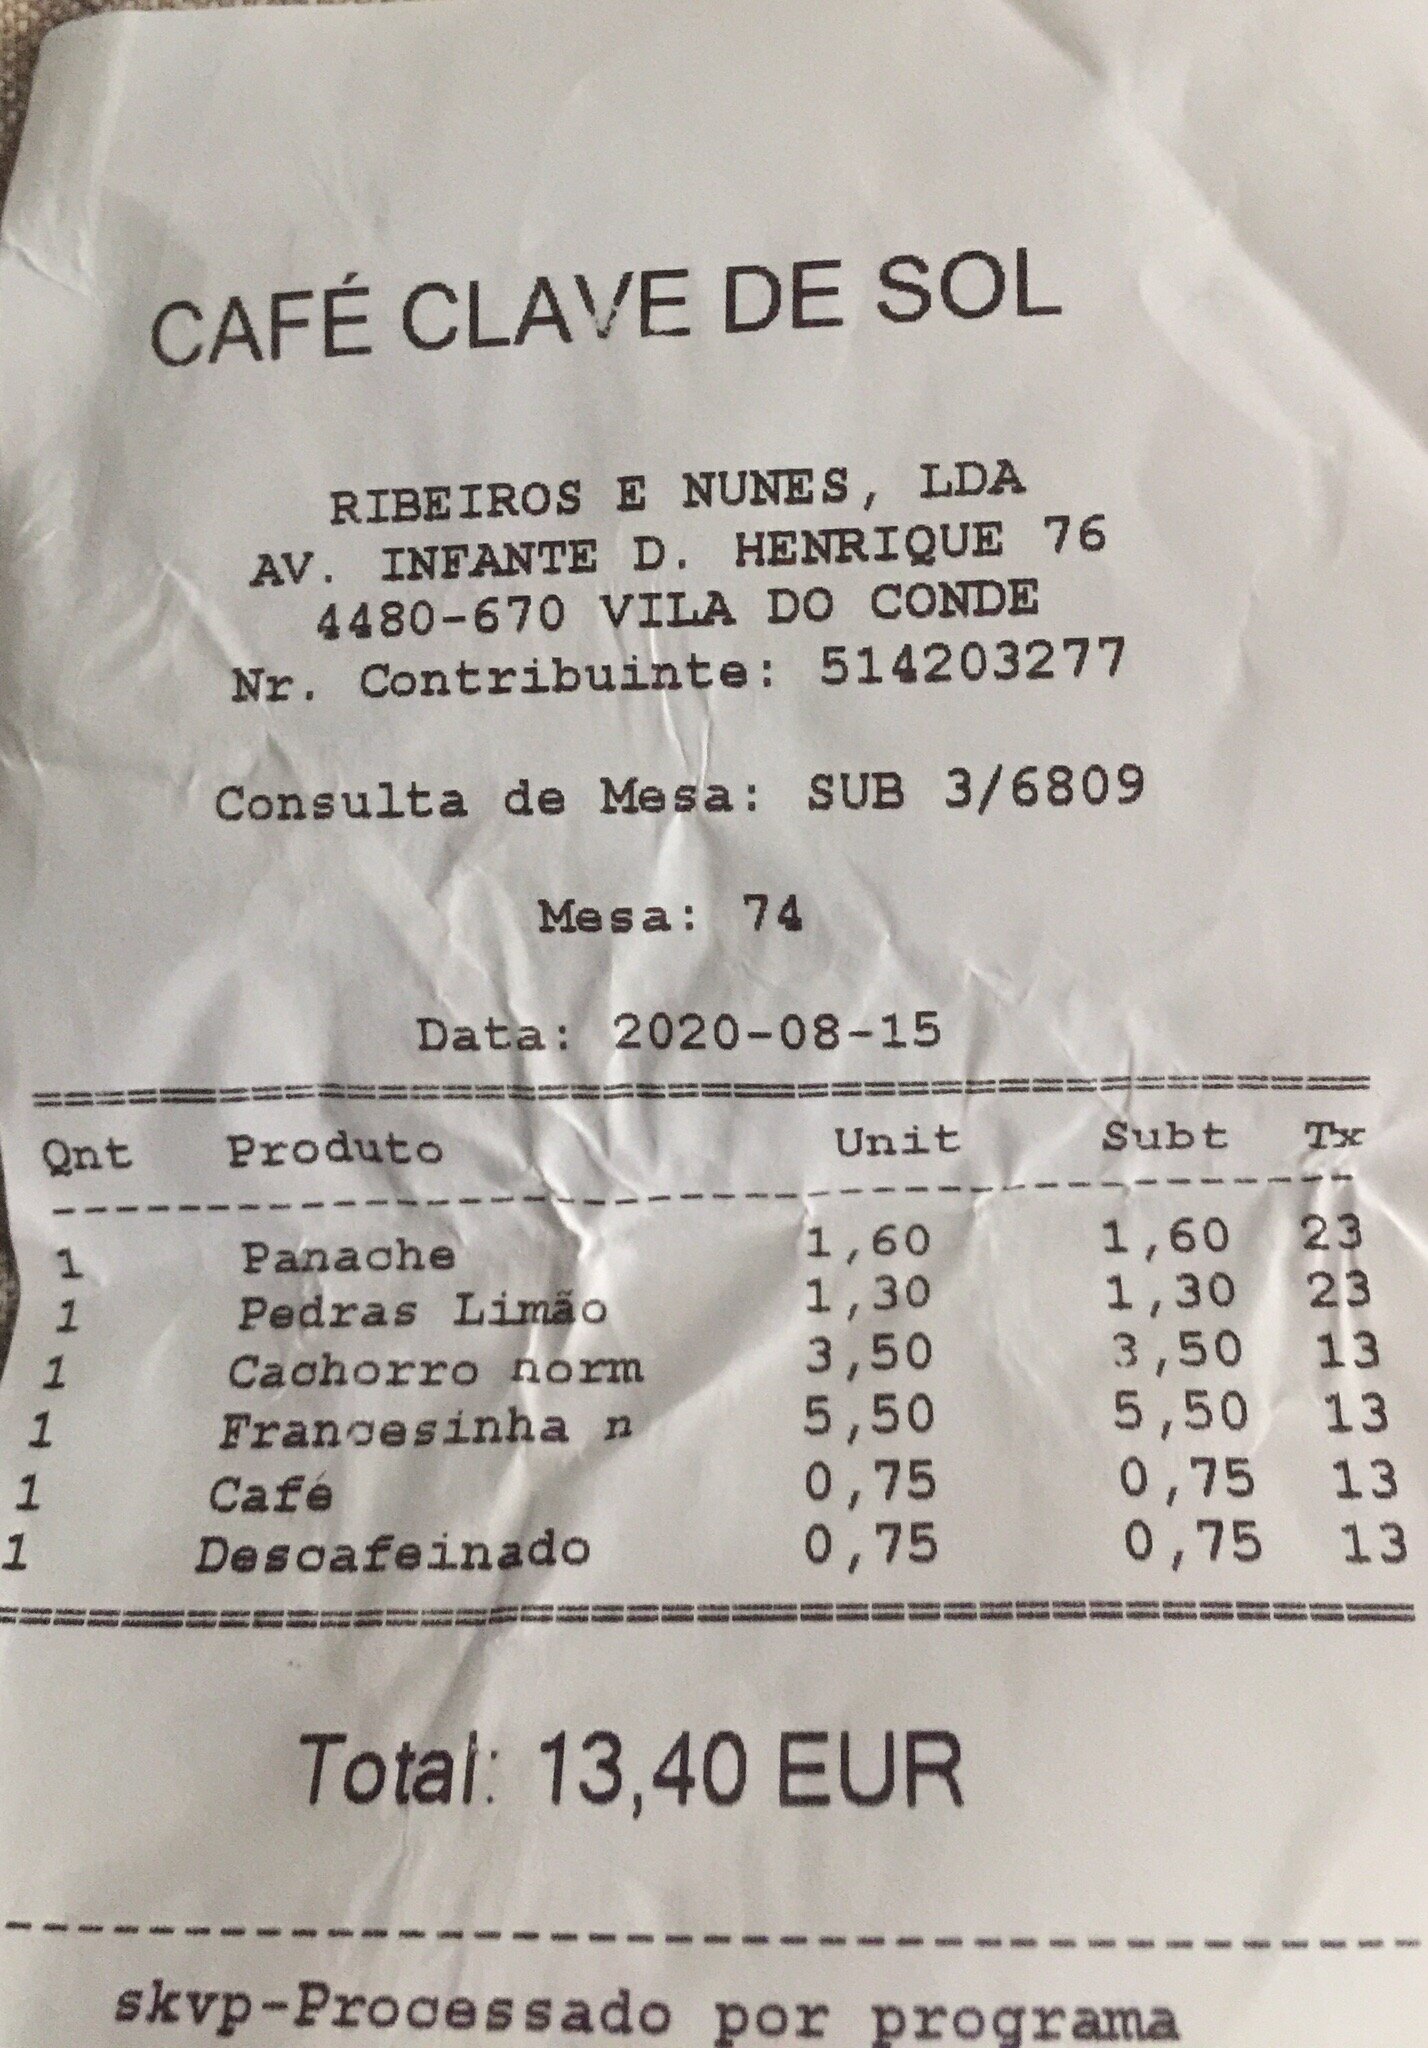 CAFÉ CLAVE DE SOL
RIBEIROS E NUNES, LDA
AV. INFANTE D. HENRIQUE 76
4480-670 VILA DO CONDE
Nr. Contribuinte: 514203277
Consulta de Mesa: SUB 3/6809
Mesa: 74
Data: 2020-08-15
Qnt Produto Unit Subt Tx
1 Panache 1,60 1,60 23
1 Pedras Limão 1,30 1,30 23
1 Cachorro norm 3,50 3,50 13
1 Francesinha n 5,50 5,50 13
1 Café 0,75 0,75 13
1 Descafeinado 0,75 0,75 13
Total: 13,40 EUR
skvp-Processado por programa